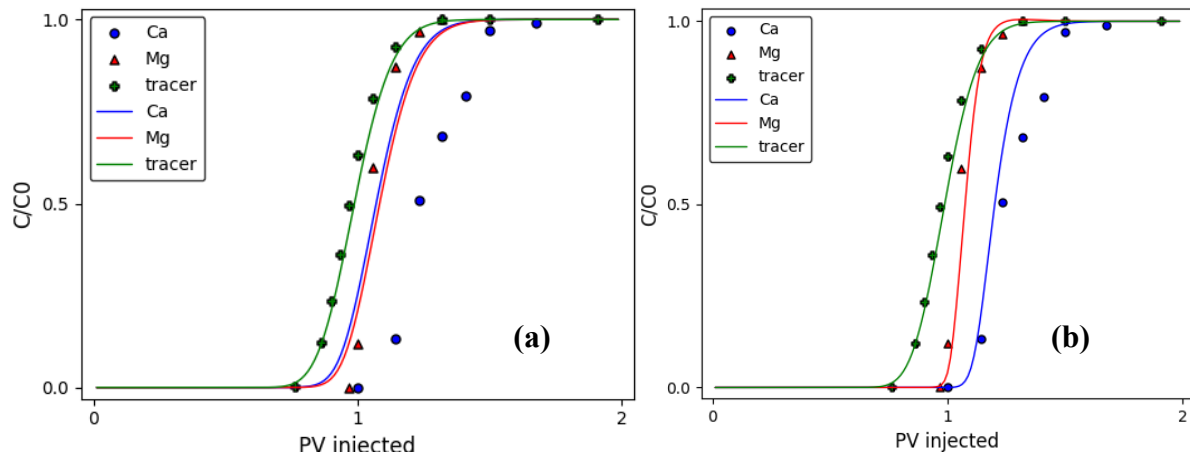 1.0
Ca
Mg
tracer
Ca
Mg
tracer
C/C0
0.5
(a)
0.0
0
1
2
PV injected
1.0
Ca
Mg
tracer
Ca
Mg
tracer
C/C0
0.5
(b)
0.0
0
1
2
PV injected